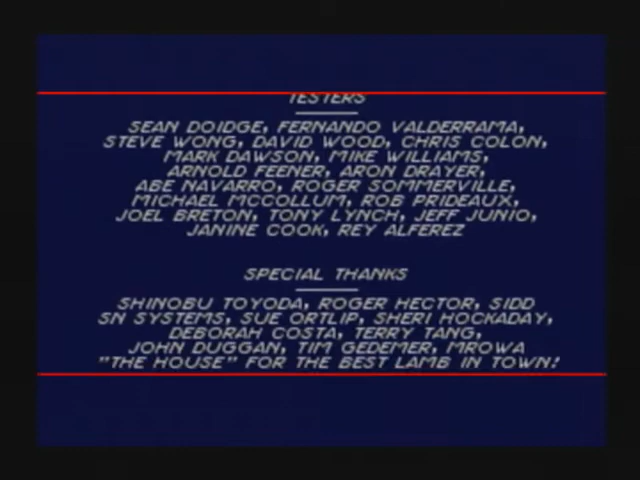 TESTERS
SEAN DOIDGE, FERNANDO VALDERRAMA,
STEVE WONG, DAVID WOOD, CHRIS COLON,
MARK DAWSON, MIKE WILLIAMS,
ARNOLD FEENER, ARON DRAYER,
ABE NAVARRO, ROGER SOMMERVILLE,
MICHAEL MCCOLLUM, ROB PRIDEAUX,
JOEL BRETON, TONY LYNCH, JEFF JUNIO,
JANINE COOK, REY ALFEREZ
SPECIAL THANKS
SHINOBU TOYODA, ROGER HECTOR, SIDD
SN SYSTEMS, SUE ORTLIP, SHERI HOCKADAY,
DEBORAH COSTA, TERRY TANG,
JOHN DUGGAN, TIM GEDEMER, MROWA
"THE HOUSE" FOR THE BEST LAMB IN TOWN!